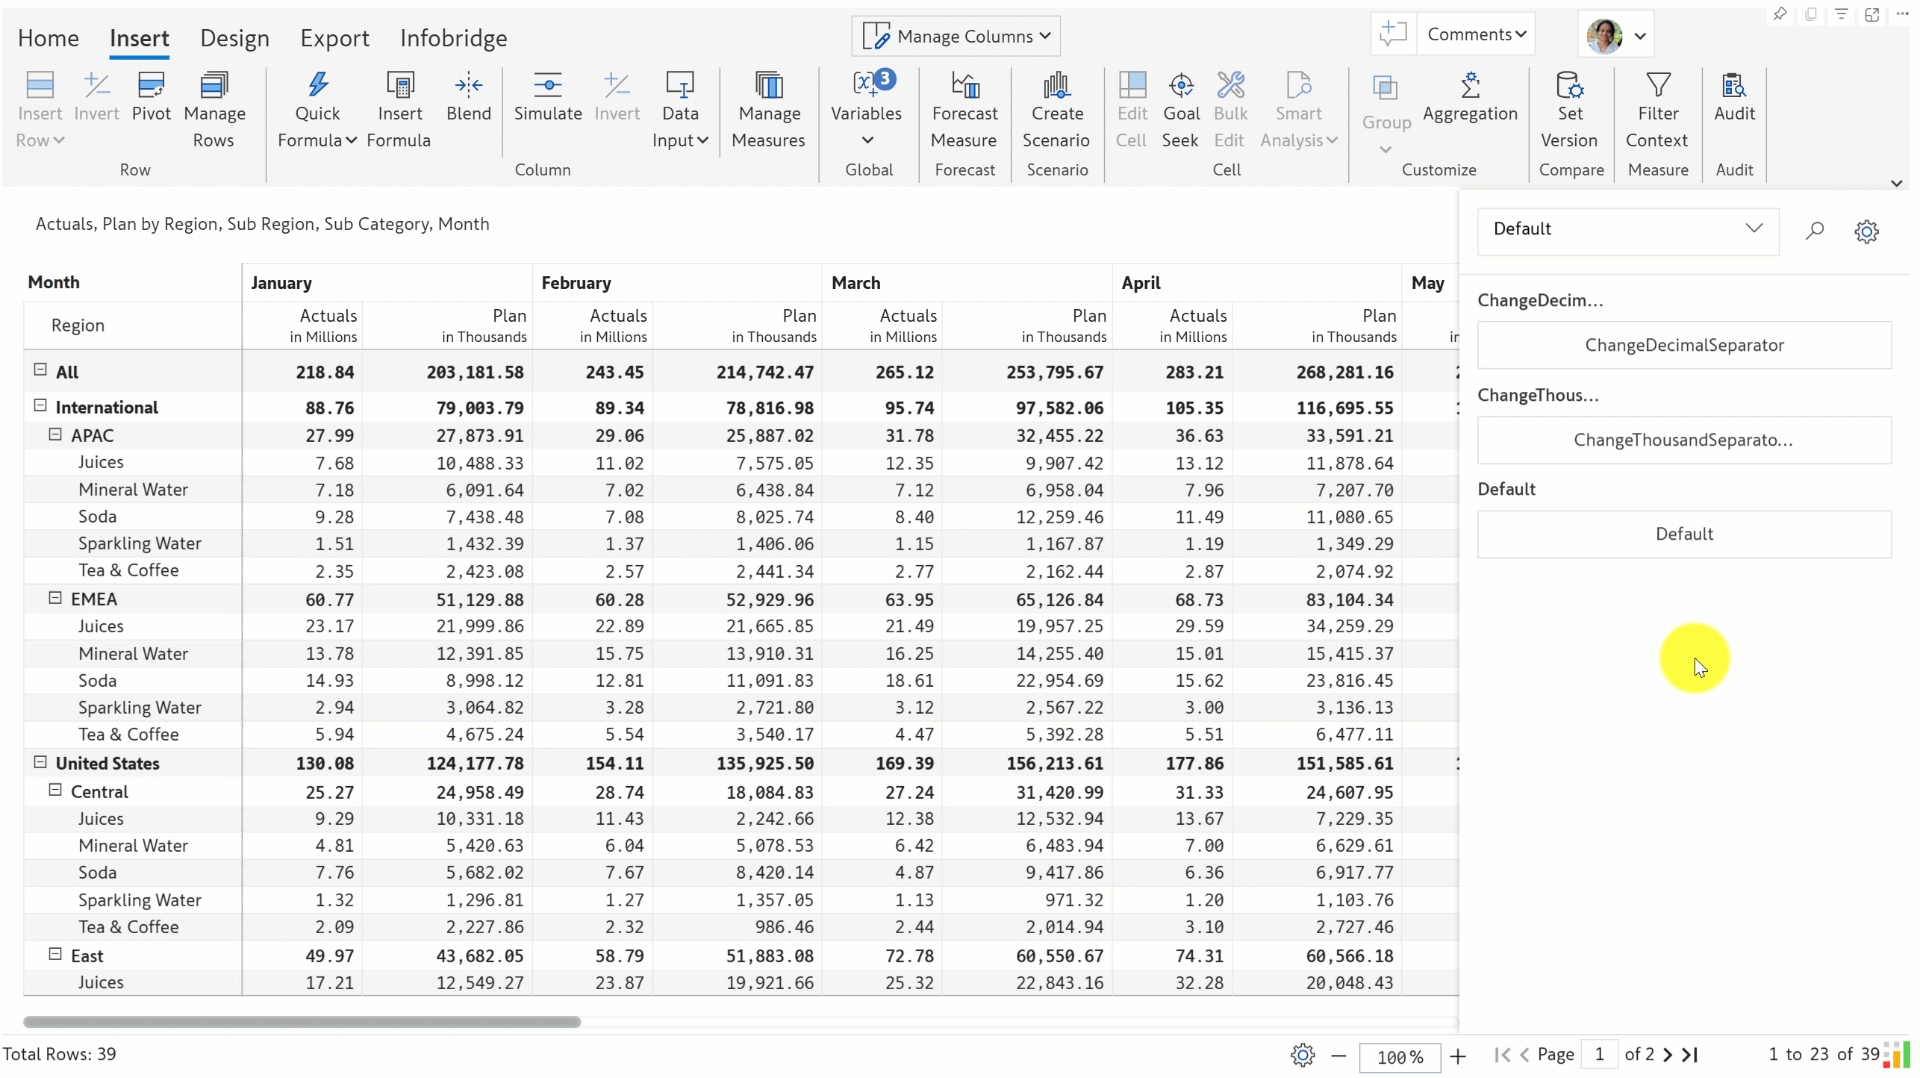 Home Insert Design Export Infobridge Manage Columns Comments
Insert Row Invert Pivot Manage Rows Quick Formula Insert Formula Blend Simulate Invert Data Input Manage Measures Variables 3 Forecast Measure Create Scenario Edit Cell Goal Seek Bulk Edit Smart Analysis Group Aggregation Set Version Filter Context Audit
Row Column Global Forecast Scenario Cell Customize Compare Measure Audit
Actuals, Plan by Region, Sub Region, Sub Category, Month
Month January February March April May
Region Actuals Plan Actuals Plan Actuals Plan Actuals Plan
in Millions in Thousands in Millions in Thousands in Millions in Thousands in Millions in Thousands
All 218.84 203,181.58 243.45 214,742.47 265.12 253,795.67 283.21 268,281.16
International 88.76 79,003.79 89.34 78,816.98 95.74 97,582.06 105.35 116,695.55
APAC 27.99 27,873.91 29.06 25,887.02 31.78 32,455.22 36.63 33,591.21
Juices 7.68 10,488.33 11.02 7,575.05 12.35 9,907.42 13.12 11,878.64
Mineral Water 7.18 6,091.64 7.02 6,438.84 7.12 6,958.04 7.96 7,207.70
Soda 9.28 7,438.48 7.08 8,025.74 8.40 12,259.46 11.49 11,080.65
Sparkling Water 1.51 1,432.39 1.37 1,406.06 1.15 1,167.87 1.19 1,349.29
Tea & Coffee 2.35 2,423.08 2.57 2,441.34 2.77 2,162.44 2.87 2,074.92
EMEA 60.77 51,129.88 60.28 52,929.96 63.95 65,126.84 68.73 83,104.34
Juices 23.17 21,999.86 22.89 21,665.85 21.49 19,957.25 29.59 34,259.29
Mineral Water 13.78 12,391.85 15.75 13,910.31 16.25 14,255.40 15.01 15,415.37
Soda 14.93 8,998.12 12.81 11,091.83 18.61 22,954.69 15.62 23,816.45
Sparkling Water 2.94 3,064.82 3.28 2,721.80 3.12 2,567.22 3.00 3,136.13
Tea & Coffee 5.94 4,675.24 5.54 3,540.17 4.47 5,392.28 5.51 6,477.11
United States 130.08 124,177.78 154.11 135,925.50 169.39 156,213.61 177.86 151,585.61
Central 25.27 24,958.49 28.74 18,084.83 27.24 31,420.99 31.33 24,607.95
Juices 9.29 10,331.18 11.43 2,242.66 12.38 12,532.94 13.67 7,229.35
Mineral Water 4.81 5,420.63 6.04 5,078.53 6.42 6,483.94 7.00 6,629.61
Soda 7.76 5,682.02 7.67 8,420.14 4.87 9,417.86 6.36 6,917.77
Sparkling Water 1.32 1,296.81 1.27 1,357.05 1.13 971.32 1.20 1,103.76
Tea & Coffee 2.09 2,227.86 2.32 986.46 2.44 2,014.94 3.10 2,727.46
East 49.97 43,682.05 58.79 51,883.08 72.78 60,550.67 74.31 60,566.18
Juices 17.21 12,549.27 23.87 19,921.66 25.32 22,843.16 32.28 20,048.43
Default
ChangeDecim...
ChangeDecimalSeparator
ChangeThous...
ChangeThousandSeparato...
Default
Default
Total Rows: 39 100% Page 1 of 2 1 to 23 of 39